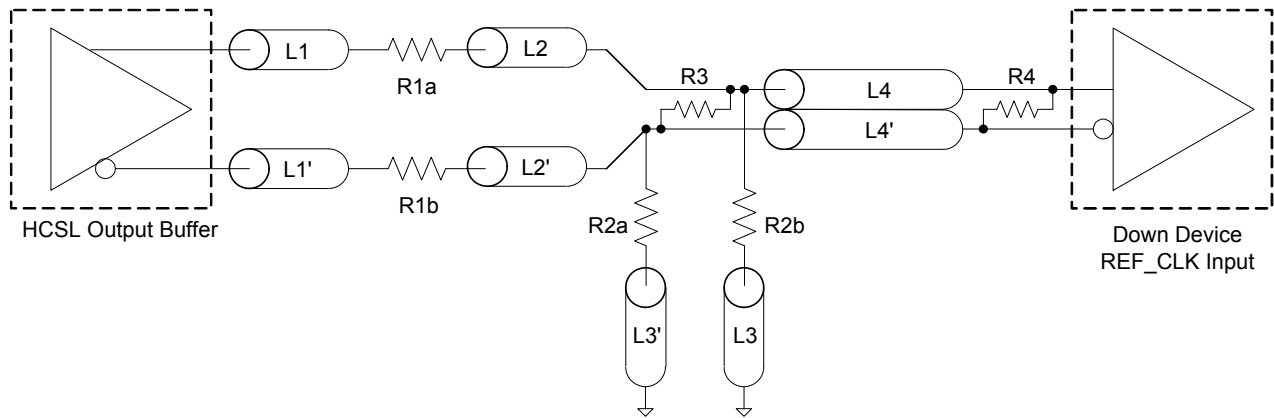 L1
R1a
L2
R3
L4
R4
L4'
L1'
R1b
L2'
HCSL Output Buffer
R2a
R2b
Down Device
REF_CLK Input
L3'
L3